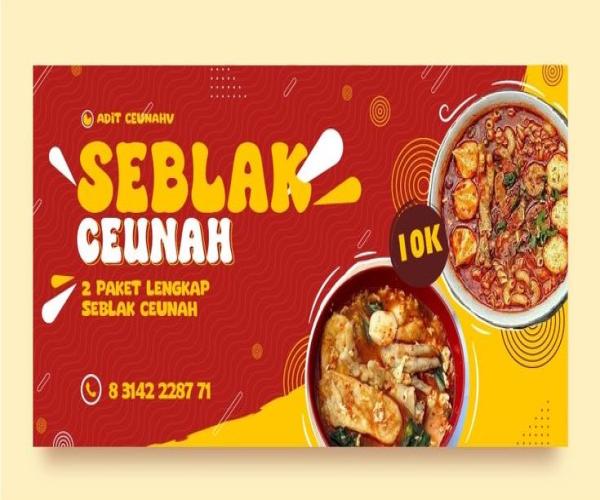 ADIT CEUNAHV
SEBLAK
CEUNAH
2 PAKET LENGKAP
SEBLAK CEUNAH
10K
8 3142 2287 71